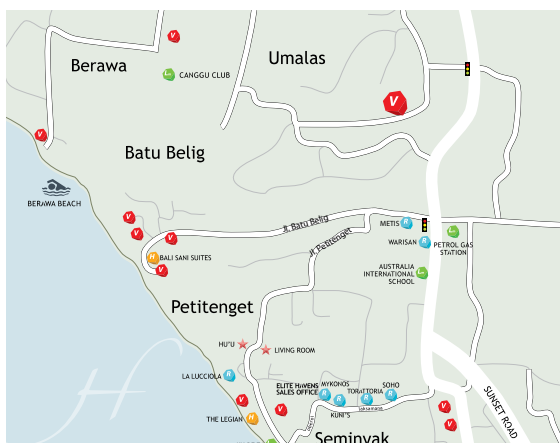 V
Umalas
Berawa
CANGGU CLUB
V
V
Batu Belig
BERAWA BEACH
V
V
V
Jl. Batu Belig
METIS
R
Jl Petitenget
WARISAN
R
PETROL GAS
STATION
H
BALI SANI SUITES
V
AUSTRALIA
INTERNATIONAL
SCHOOL
Petitenget
HU'U
LIVING ROOM
LA LUCCIOLA
R
ELITE HAVENS
SALES OFFICE
MYKONOS
R
SOHO
R
TORATTORIA
R
KUNI'S
R
Laksamana
V
V
V
V
THE LEGIAN
H
SUNSET ROAD
Seminyak
H